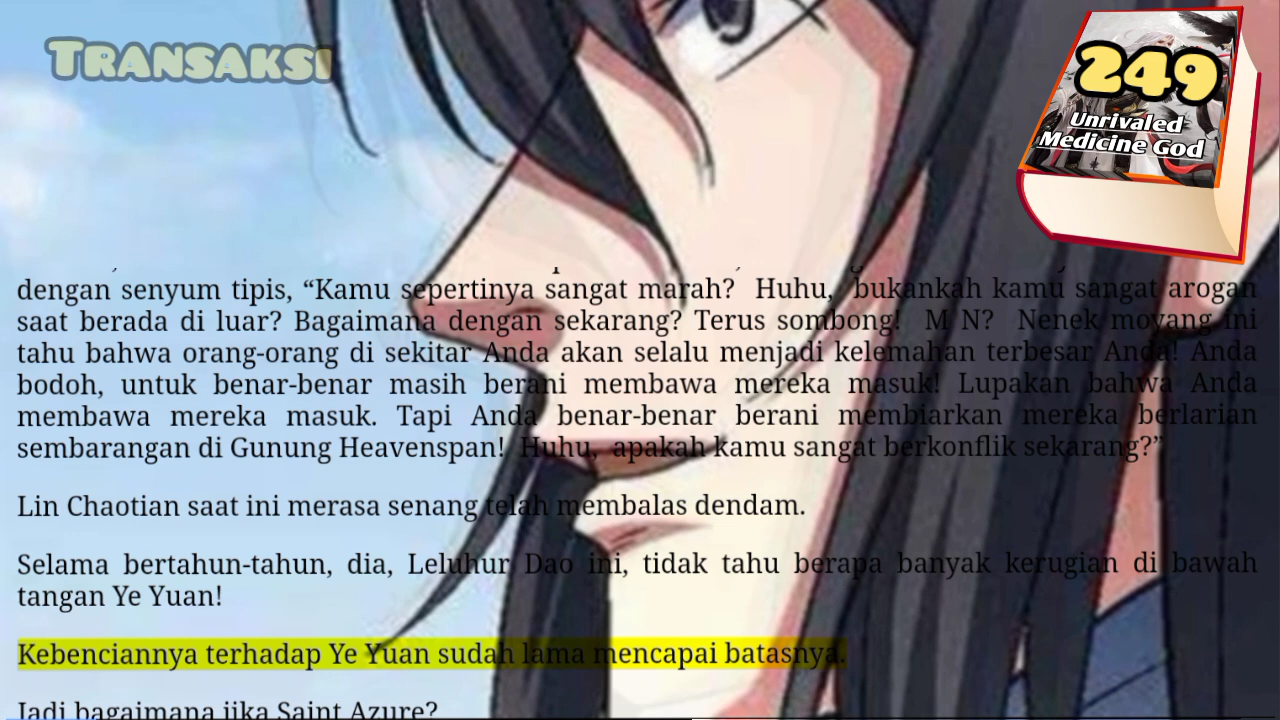 TRANSAKSI
249
Unrivaled
Medicine God
dengan senyum tipis, “Kamu sepertinya sangat marah? Huhu, bukankah kamu sangat arogan
saat berada di luar? Bagaimana dengan sekarang? Terus sombong! M N? Nenek moyang ini
tahu bahwa orang-orang di sekitar Anda akan selalu menjadi kelemahan terbesar Anda! Anda
bodoh, untuk benar-benar masih berani membawa mereka masuk! Lupakan bahwa Anda
membawa mereka masuk. Tapi Anda benar-benar berani membiarkan mereka berlarian
sembarangan di Gunung Heavenspan! Huhu, apakah kamu sangat berkonflik sekarang?”
Lin Chaotian saat ini merasa senang telah membalas dendam.
Selama bertahun-tahun, dia, Leluhur Dao ini, tidak tahu berapa banyak kerugian di bawah
tangan Ye Yuan!
Kebenciannya terhadap Ye Yuan sudah lama mencapai batasnya.
Jadi bagaimana jika Saint Azure?